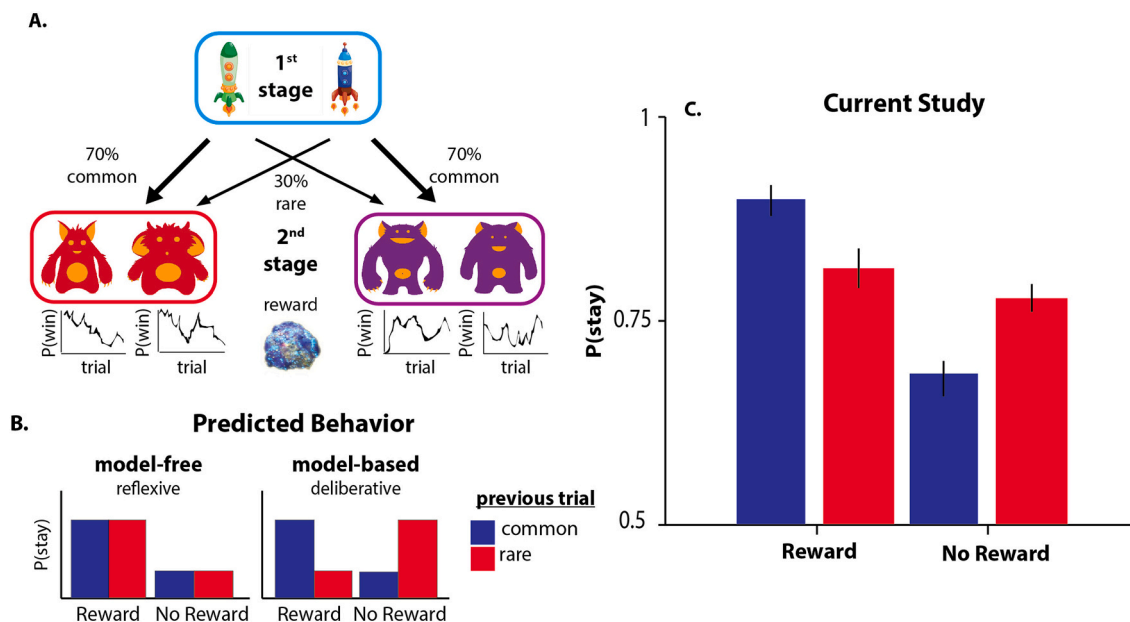 A.
1st
stage
70%
common
30%
rare
70%
common
2nd
stage
reward
P(win)
trial
P(win)
trial
P(win)
trial
P(win)
trial
B.
Predicted Behavior
model-free
reflexive
model-based
deliberative
previous trial
common
rare
P(stay)
Reward
No Reward
Reward
No Reward
C.
Current Study
1
0.75
0.5
P(stay)
Reward
No Reward